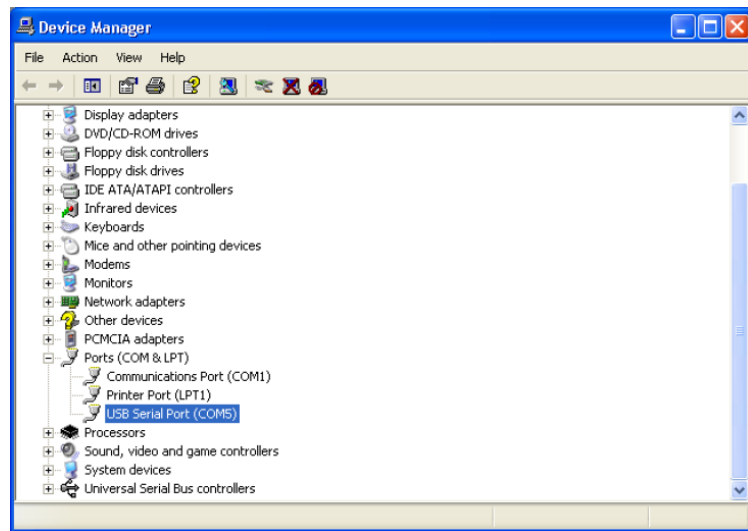 Device Manager
File Action View Help
Display adapters
DVD/CD-ROM drives
Floppy disk controllers
Floppy disk drives
IDE ATA/ATAPI controllers
Infrared devices
Keyboards
Mice and other pointing devices
Modems
Monitors
Network adapters
Other devices
PCMCIA adapters
Ports (COM & LPT)
Communications Port (COM1)
Printer Port (LPT1)
USB Serial Port (COM5)
Processors
Sound, video and game controllers
System devices
Universal Serial Bus controllers